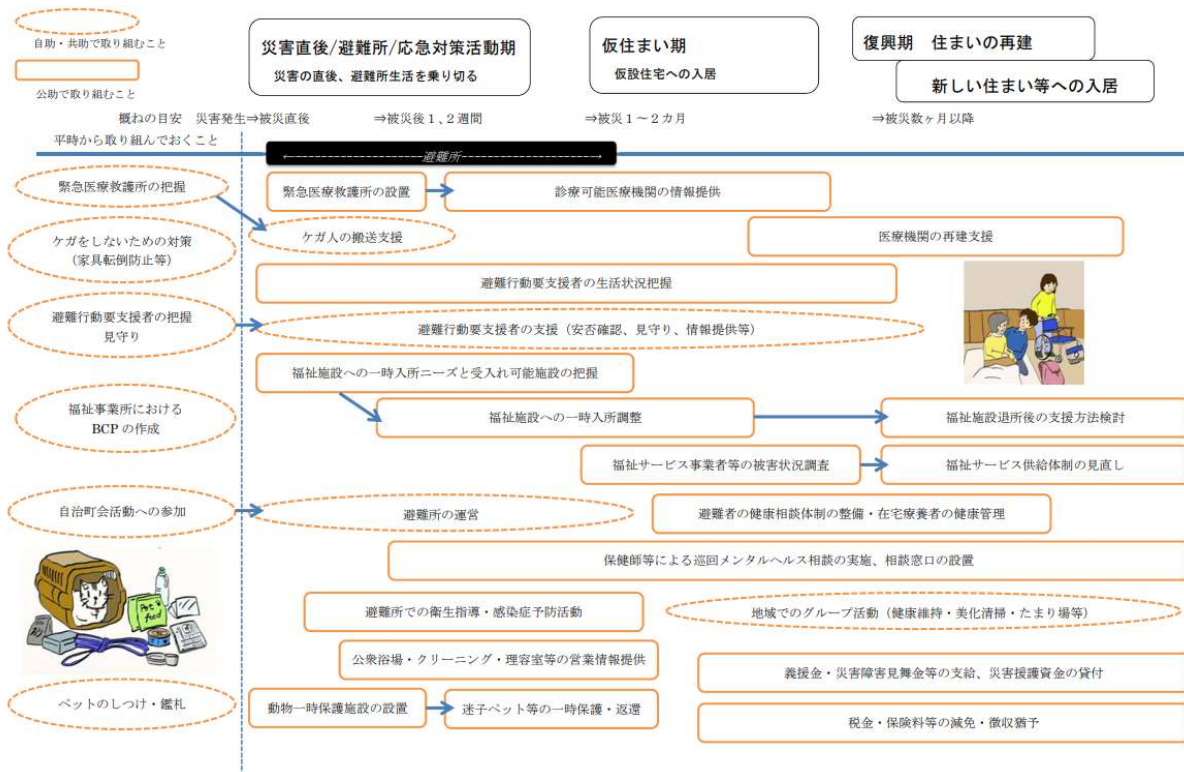 自助・共助で取り組むこと
公助で取り組むこと
災害直後/避難所/応急対策活動期
災害の直後、避難所生活を乗り切る
仮住まい期
仮設住宅への入居
復興期 住まいの再建
新しい住まい等への入居
概ねの目安 災害発生⇒被災直後 ⇒被災後1、2週間 ⇒被災1～2カ月 ⇒被災数ヶ月以降
平時から取り組んでおくこと
避難所
緊急医療救護所の把握
緊急医療救護所の設置
診療可能医療機関の情報提供
ケガをしないための対策
(家具転倒防止等)
ケガ人の搬送支援
医療機関の再建支援
避難行動要支援者の生活状況把握
避難行動要支援者の把握
見守り
避難行動要支援者の支援(安否確認、見守り、情報提供等)
福祉施設への一時入所ニーズと受入れ可能施設の把握
福祉事業所における
BCP の作成
福祉施設への一時入所調整
福祉施設退所後の支援方法検討
福祉サービス事業者等の被害状況調査
福祉サービス供給体制の見直し
自治町会活動への参加
避難所の運営
避難者の健康相談体制の整備・在宅療養者の健康管理
保健師等による巡回メンタルヘルス相談の実施、相談窓口の設置
避難所での衛生指導・感染症予防活動
地域でのグループ活動(健康維持・美化清掃・たまり場等)
公衆浴場・クリーニング・理容室等の営業情報提供
義援金・災害障害見舞金等の支給、災害援護資金の貸付
ペットのしつけ・鑑札
動物一時保護施設の設置
迷子ペット等の一時保護・返還
税金・保険料等の減免・徴収猶予